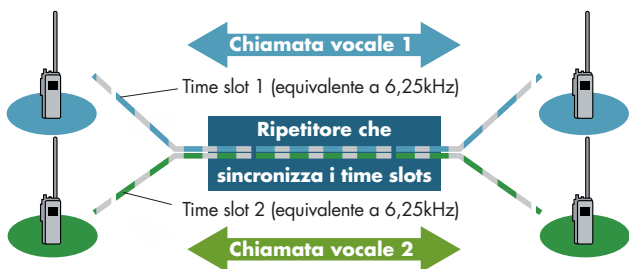 Chiamata vocale 1
Time slot 1 (equivalente a 6,25kHz)
Ripetitore che
sincronizza i time slots
Time slot 2 (equivalente a 6,25kHz)
Chiamata vocale 2